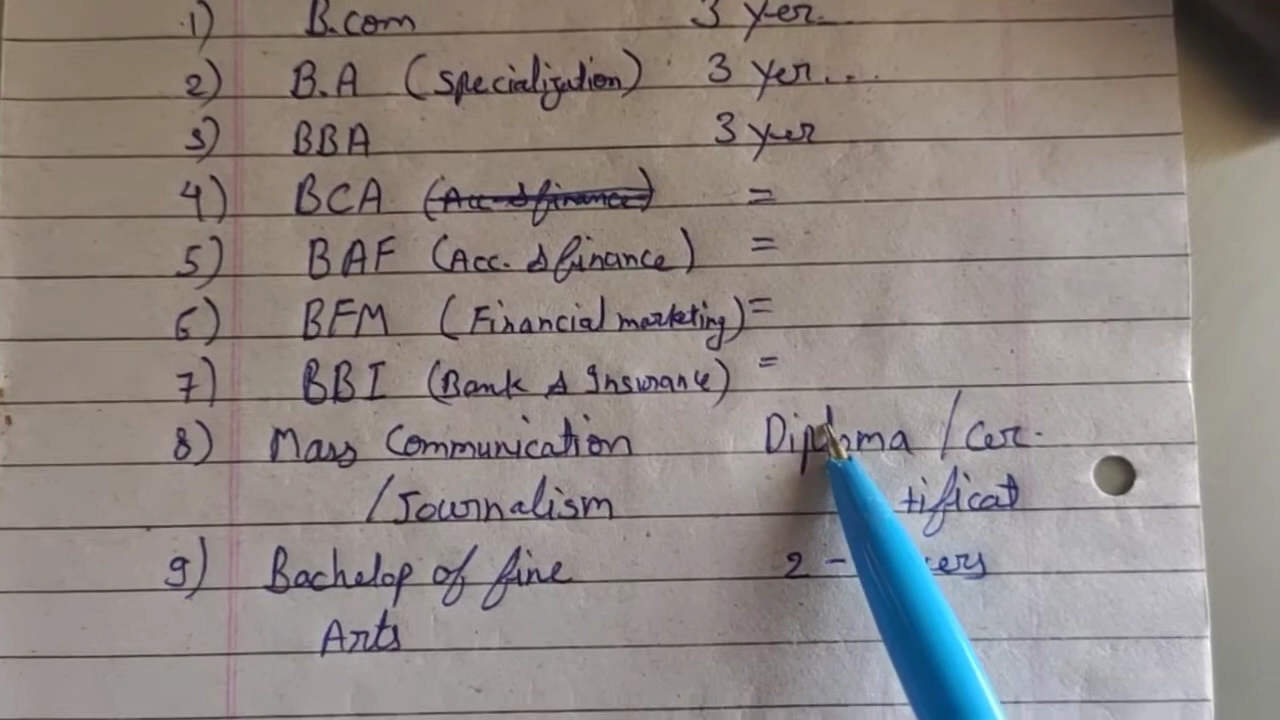 1) B.com 3 yer..
2) B.A (Specialization) 3 yer...
3) BBA 3 yer
4) BCA (Acc & finance) =
5) BAF (Acc. & finance) =
6) BFM (Financial marketing) =
7) BBI (Bank & Insurance) =
8) Mass Communication Diploma / Cer-
/Journalism tificat
9) Bachelop of fine 2 -
Arts